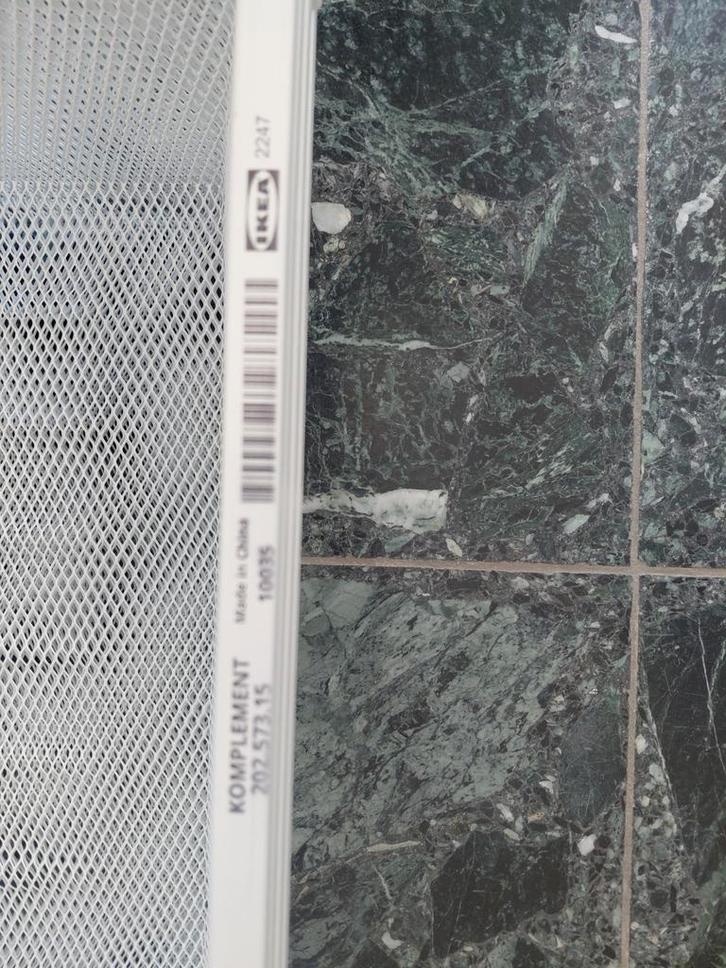 KOMPLEMENT
202.573.15
Made in China
10035
IKEA
2247